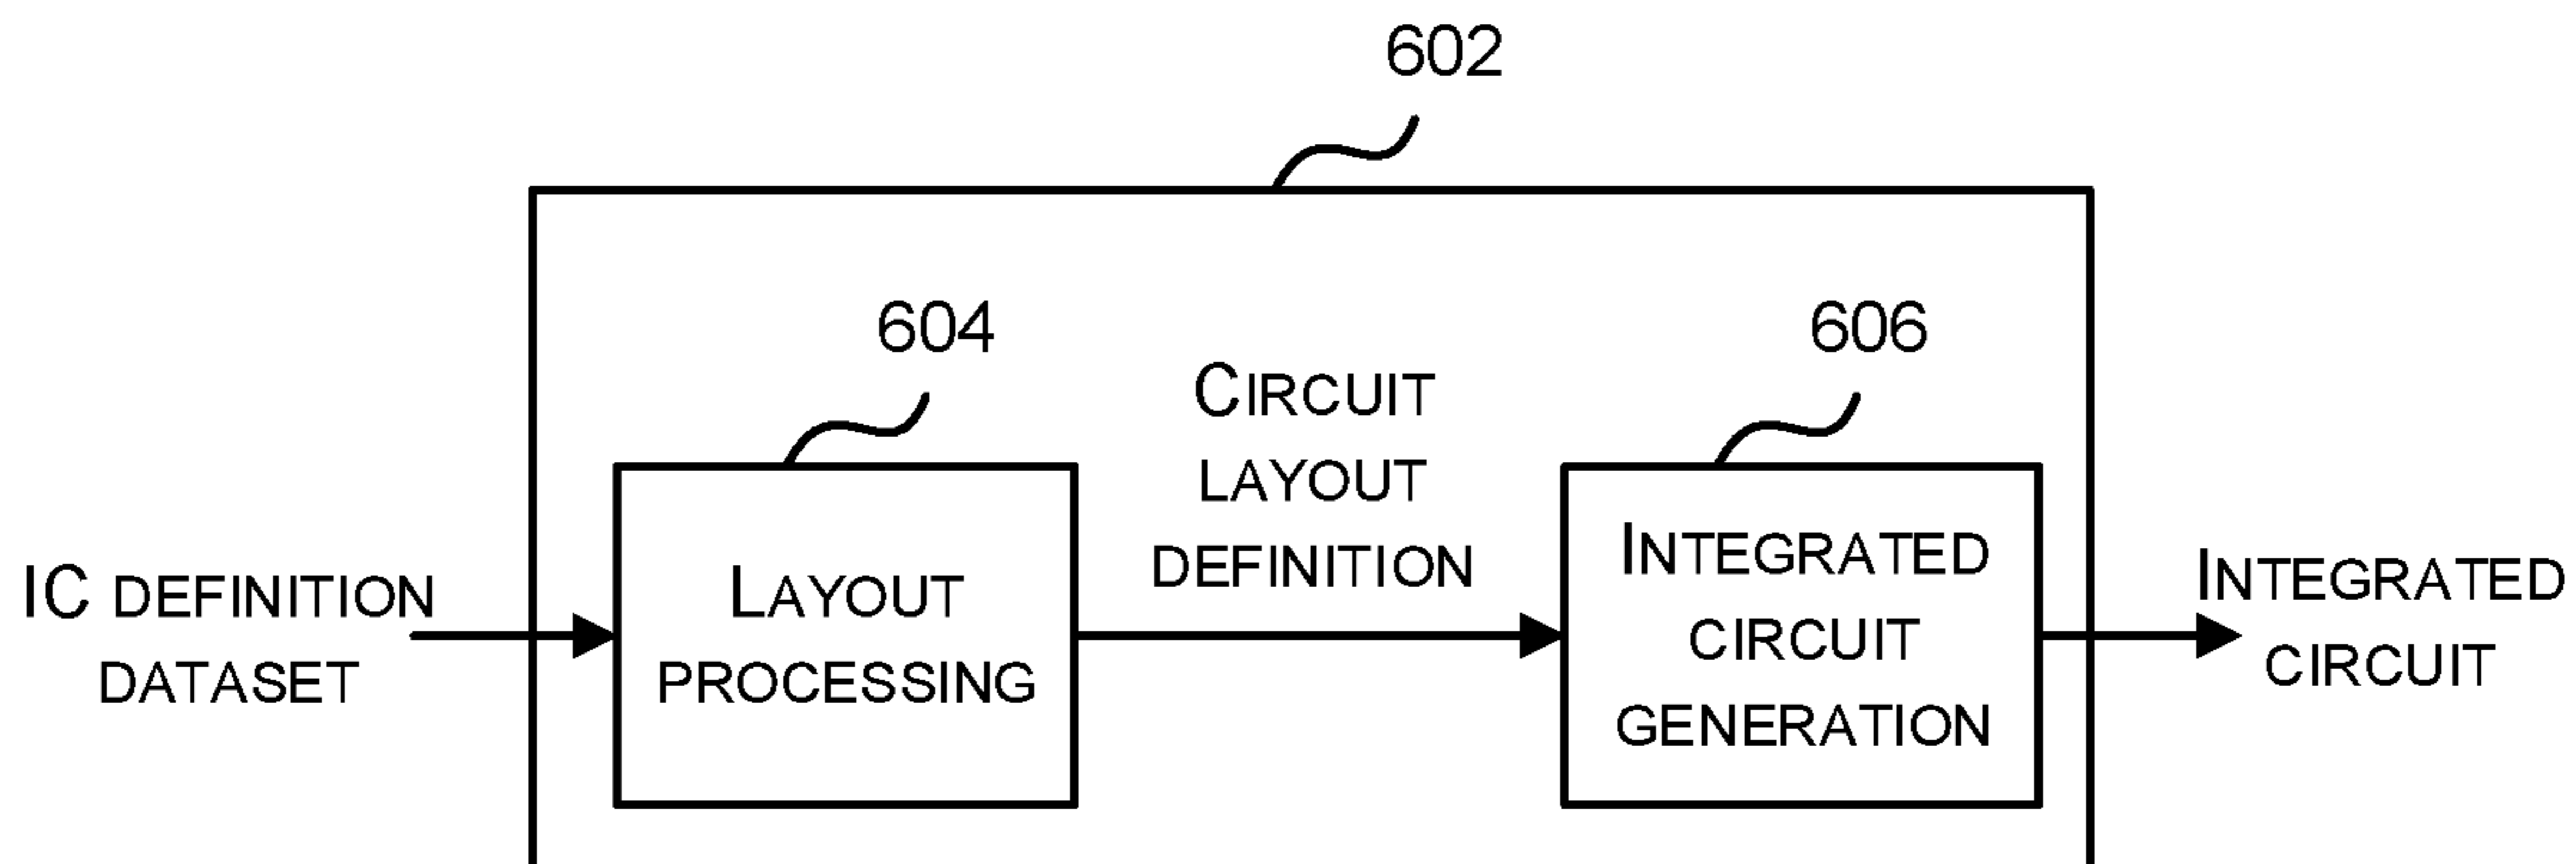 602
604
606
CIRCUIT
LAYOUT
DEFINITION
IC DEFINITION
DATASET
LAYOUT
PROCESSING
INTEGRATED
CIRCUIT
GENERATION
INTEGRATED
CIRCUIT